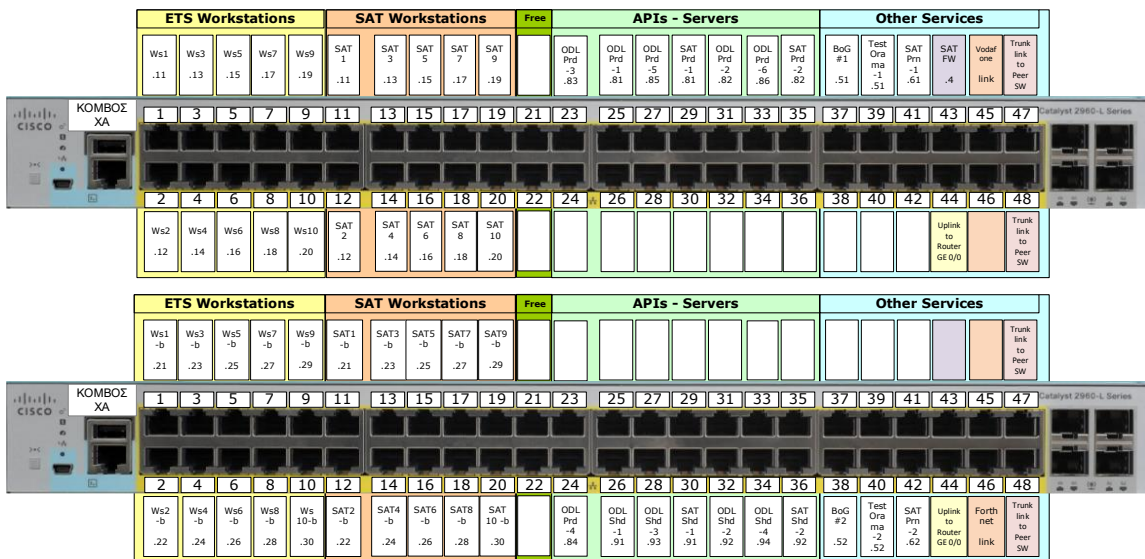 ETS Workstations SAT Workstations Free APIs - Servers Other Services
Ws1 Ws3 Ws5 Ws7 Ws9 SAT 1 SAT 3 SAT 5 SAT 7 SAT 9 ODL Prd -3 ODL Prd -1 ODL Prd -5 SAT Prd -1 ODL Prd -2 ODL Prd -6 SAT Prd -2 BoG #1 Test Ora ma -1 SAT Prn -1 SAT FW Vodaf one link Trunk link to Peer SW
.11 .13 .15 .17 .19 .11 .13 .15 .17 .19 .83 .81 .85 .81 .82 .86 .82 .51 .51 .61 .4
ΚΟΜΒΟΣ
ΧΑ
CISCO
1 3 5 7 9 11 13 15 17 19 21 23 25 27 29 31 33 35 37 39 41 43 45 47
Catalyst 2960-L Series
2 4 6 8 10 12 14 16 18 20 22 24 26 28 30 32 34 36 38 40 42 44 46 48
Ws2 Ws4 Ws6 Ws8 Ws10 SAT 2 SAT 4 SAT 6 SAT 8 SAT 10 Uplink to Router GE 0/0 Trunk link to Peer SW
.12 .14 .16 .18 .20 .12 .14 .16 .18 .20
ETS Workstations SAT Workstations Free APIs - Servers Other Services
Ws1 -b Ws3 -b Ws5 -b Ws7 -b Ws9 -b SAT1 -b SAT3 -b SAT5 -b SAT7 -b SAT9 -b Trunk link to Peer SW
.21 .23 .25 .27 .29 .21 .23 .25 .27 .29
ΚΟΜΒΟΣ
ΧΑ
CISCO
1 3 5 7 9 11 13 15 17 19 21 23 25 27 29 31 33 35 37 39 41 43 45 47
Catalyst 2960-L Series
2 4 6 8 10 12 14 16 18 20 22 24 26 28 30 32 34 36 38 40 42 44 46 48
Ws2 -b Ws4 -b Ws6 -b Ws8 -b Ws 10-b SAT2 -b SAT4 -b SAT6 -b SAT8 -b SAT 10 -b ODL Prd -4 ODL Shd -1 ODL Shd -3 SAT Shd -1 ODL Shd -2 ODL Shd -4 SAT Shd -2 BoG #2 Test Ora ma -2 SAT Prn -2 Uplink to Router GE 0/0 Forth net link Trunk link to Peer SW
.22 .24 .26 .28 .30 .22 .24 .26 .28 .30 .84 .91 .93 .91 .92 .94 .92 .52 .52 .62